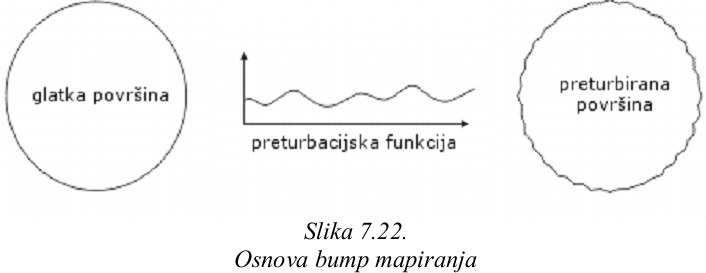 glatka površina
preturbacijska funkcija
preturbirana
površina
Slika 7.22.
Osnova bump mapiranja